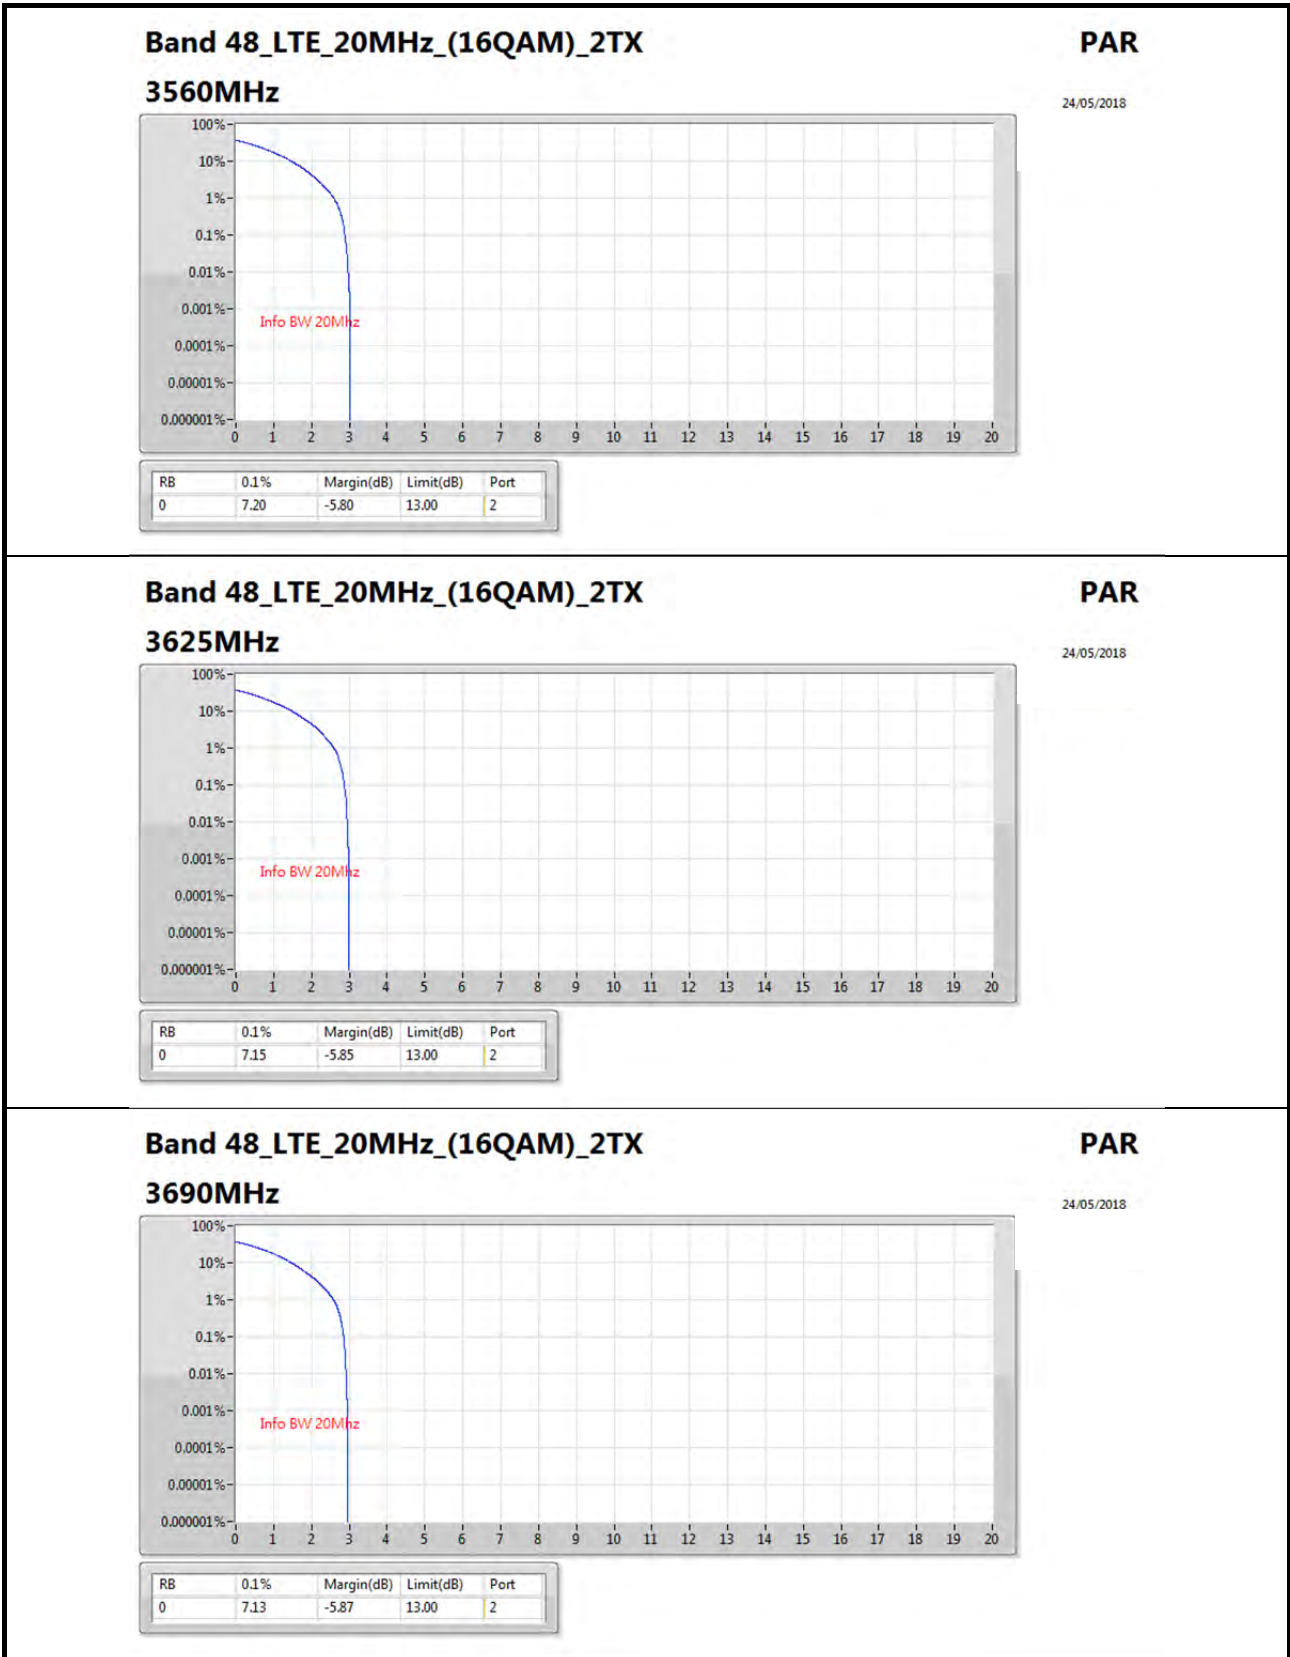 Band 48_LTE_20MHz_(16QAM)_2TX PAR
3560MHz
24/05/2018
100%
10%
1%
0.1%
0.01%
0.001%
Info BW 20Mhz
0.0001%
0.00001%
0.000001%
0 1 2 3 4 5 6 7 8 9 10 11 12 13 14 15 16 17 18 19 20
RB 0.1% Margin(dB) Limit(dB) Port
0 7.20 -5.80 13.00 2
Band 48_LTE_20MHz_(16QAM)_2TX PAR
3625MHz
24/05/2018
100%
10%
1%
0.1%
0.01%
0.001%
Info BW 20Mhz
0.0001%
0.00001%
0.000001%
0 1 2 3 4 5 6 7 8 9 10 11 12 13 14 15 16 17 18 19 20
RB 0.1% Margin(dB) Limit(dB) Port
0 7.15 -5.85 13.00 2
Band 48_LTE_20MHz_(16QAM)_2TX PAR
3690MHz
24/05/2018
100%
10%
1%
0.1%
0.01%
0.001%
Info BW 20Mhz
0.0001%
0.00001%
0.000001%
0 1 2 3 4 5 6 7 8 9 10 11 12 13 14 15 16 17 18 19 20
RB 0.1% Margin(dB) Limit(dB) Port
0 7.13 -5.87 13.00 2